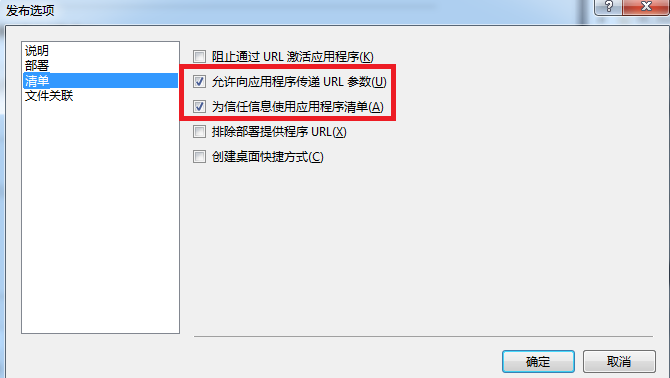 发布选项
说明
部署
清单
文件关联
阻止通过 URL 激活应用程序(K)
允许向应用程序传递 URL 参数(U)
为信任信息使用应用程序清单(A)
排除部署提供程序 URL(X)
创建桌面快捷方式(C)
确定
取消